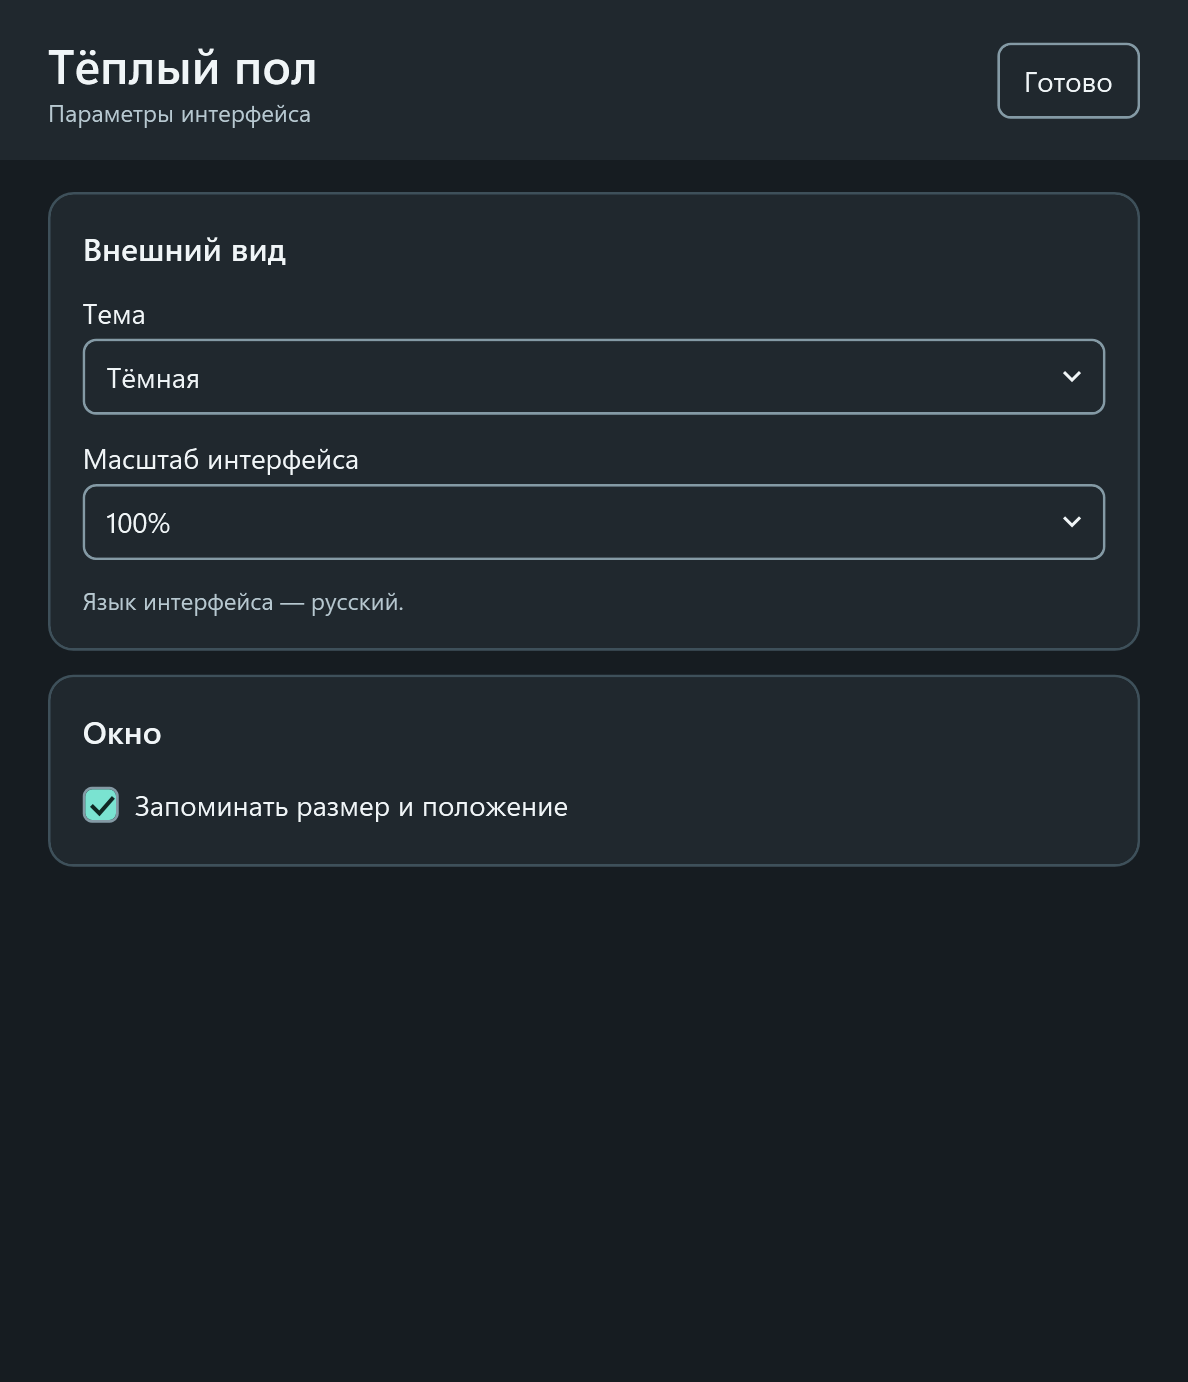 Тёплый пол
Параметры интерфейса
Готово
Внешний вид
Тема
Тёмная
Масштаб интерфейса
100%
Язык интерфейса — русский.
Окно
Запоминать размер и положение